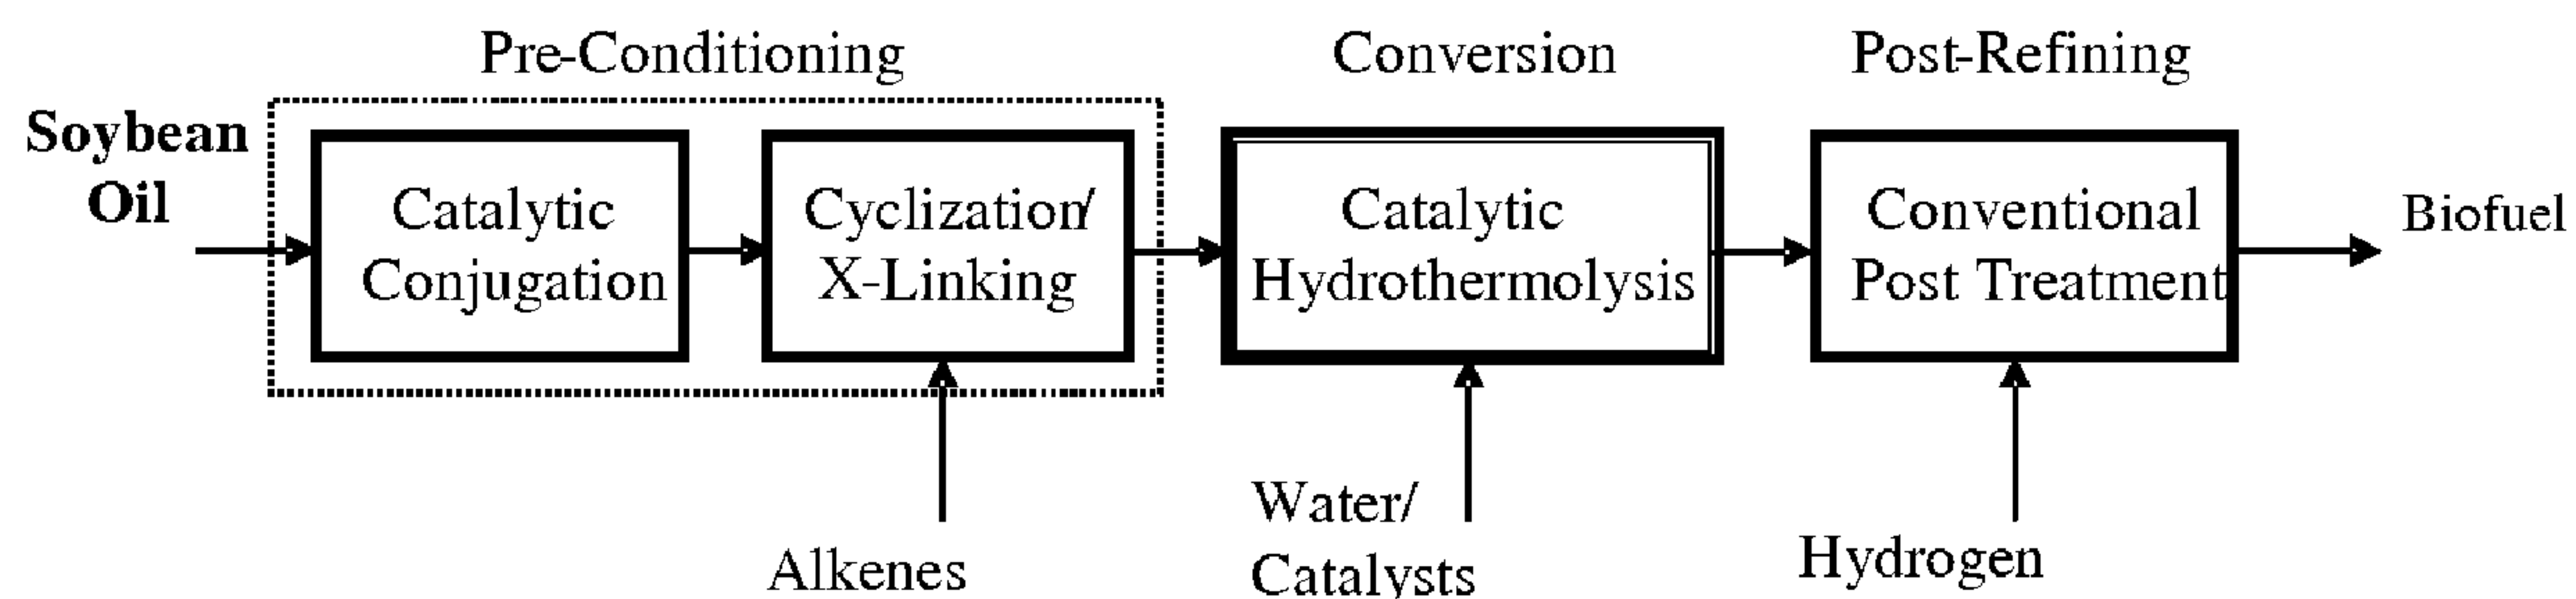 Pre-Conditioning
Conversion
Post-Refining
Soybean
Oil
Catalytic
Conjugation
Cyclization/
X-Linking
Catalytic
Hydrothermolysis
Conventional
Post Treatment
Biofuel
Alkenes
Water/
Catalysts
Hydrogen